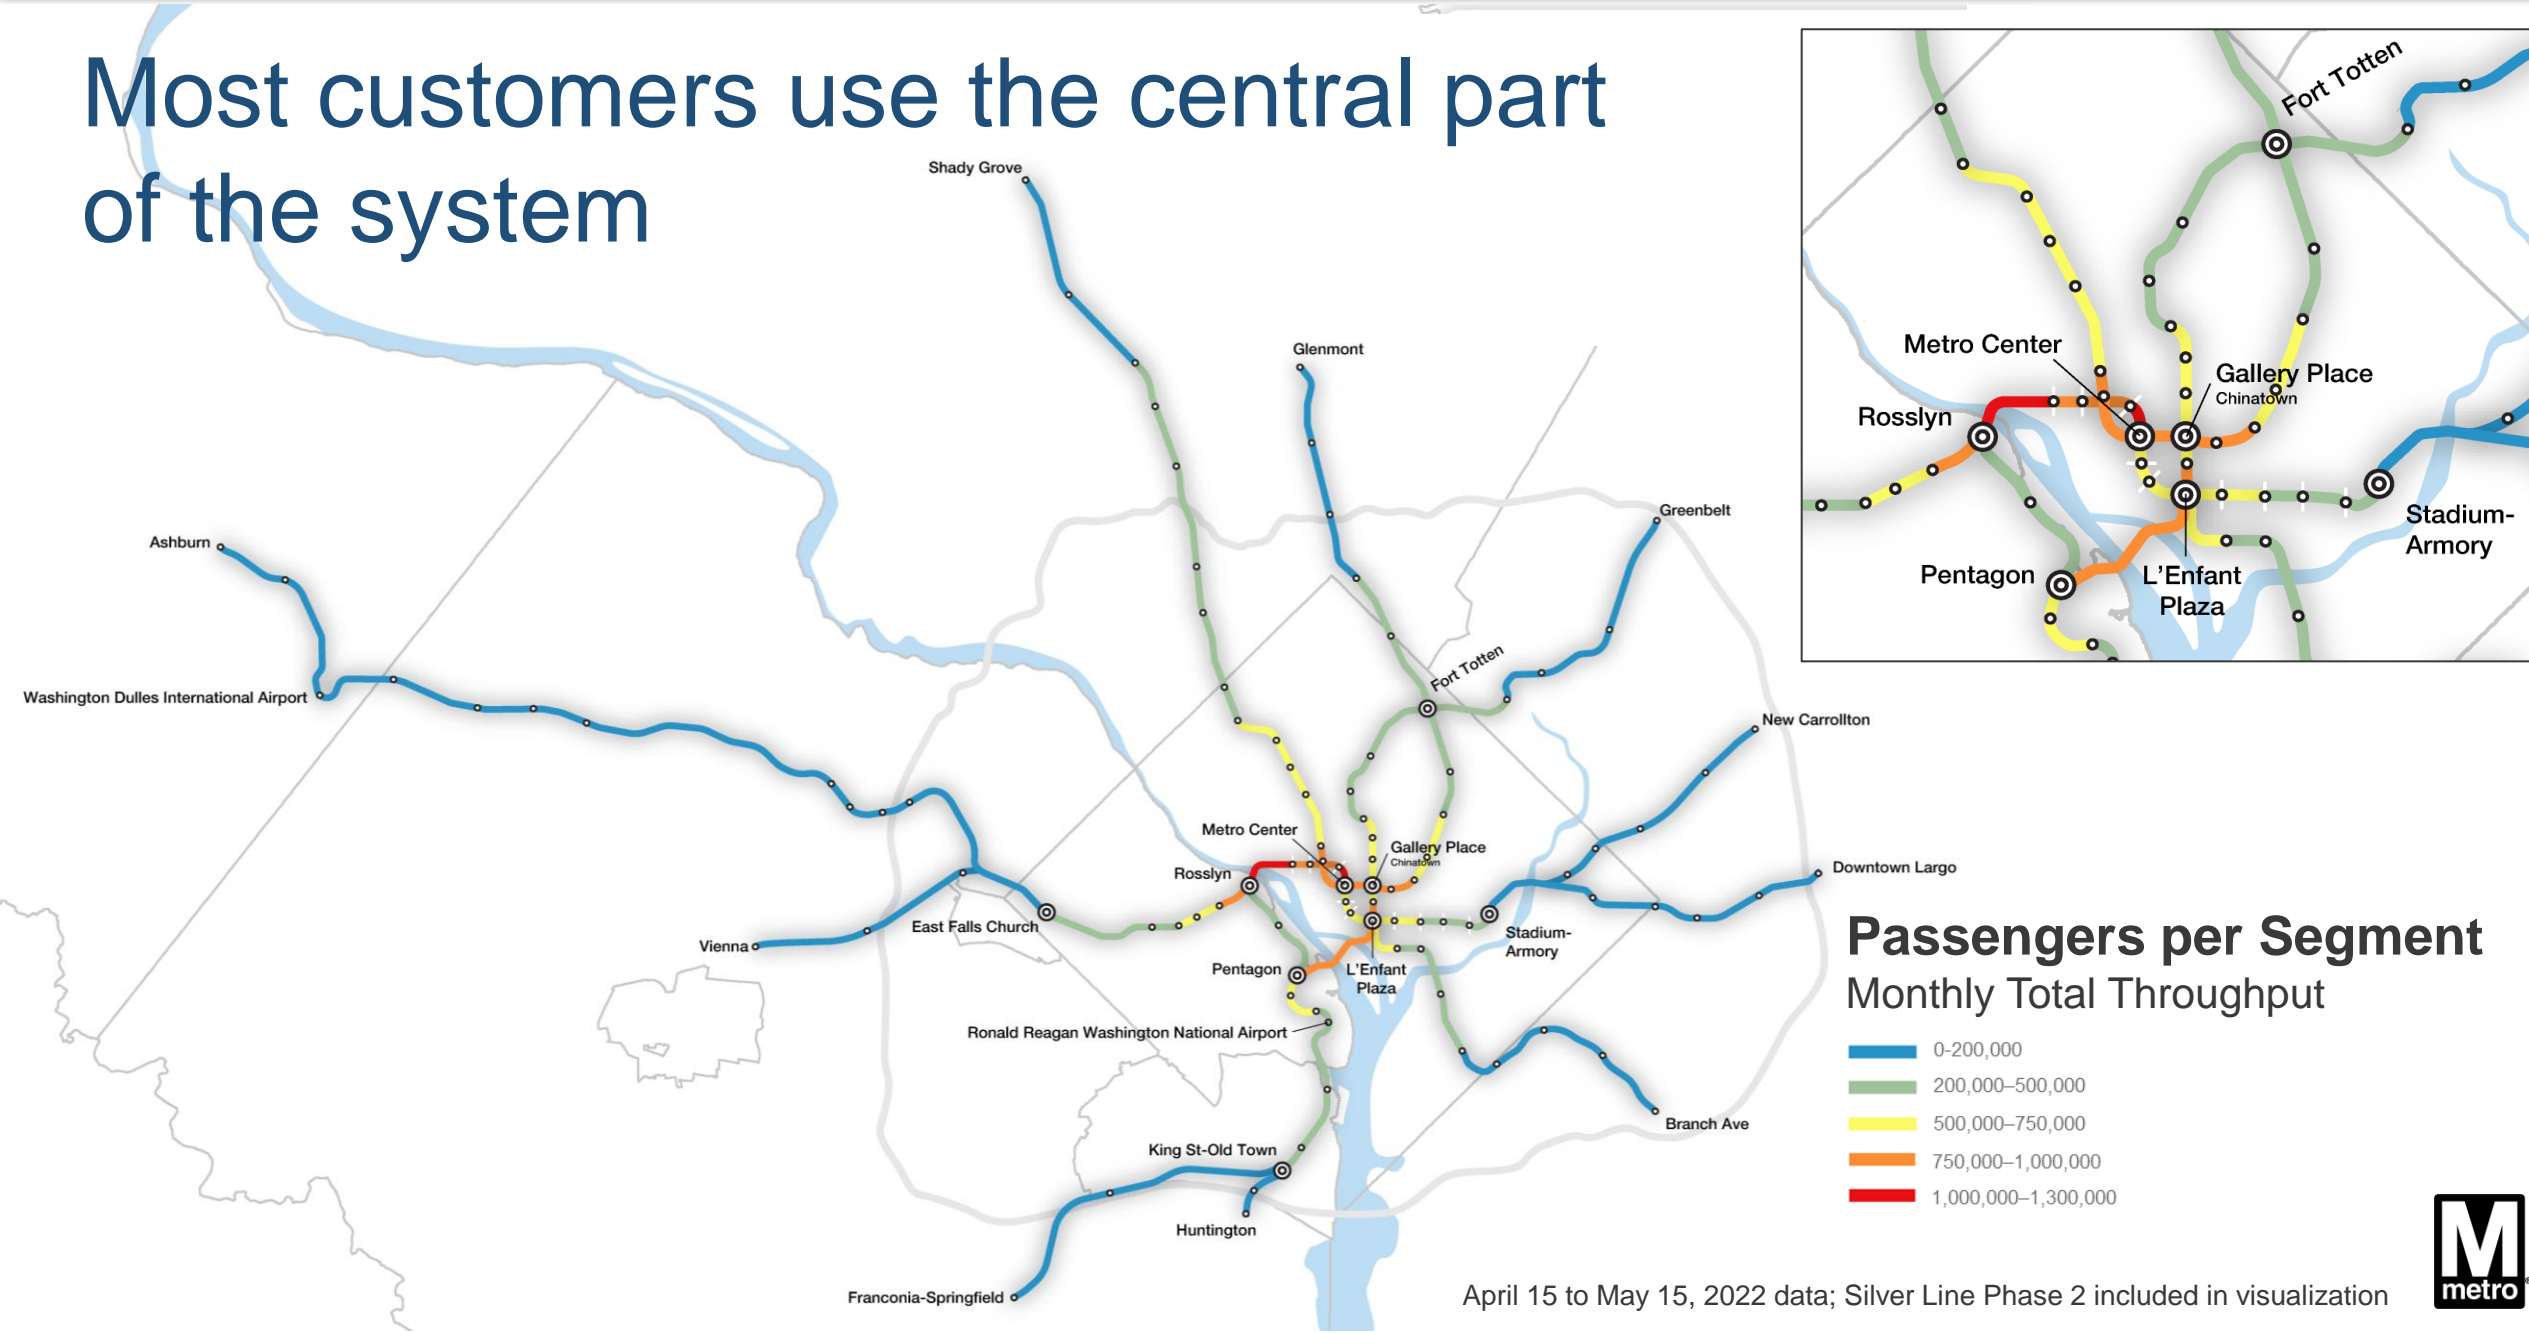 Most customers use the central part
of the system
Shady Grove
Glenmont
Greenbelt
Ashburn
Washington Dulles International Airport
Fort Totten
New Carrollton
Metro Center
Gallery Place
Chinatown
Rosslyn
Downtown Largo
East Falls Church
Vienna
Stadium-
Armory
Pentagon
L'Enfant
Plaza
Ronald Reagan Washington National Airport
Branch Ave
King St-Old Town
Huntington
Franconia-Springfield
Fort Totten
Metro Center
Gallery Place
Chinatown
Rosslyn
Stadium-
Armory
Pentagon
L'Enfant
Plaza
Passengers per Segment
Monthly Total Throughput
0-200,000
200,000–500,000
500,000–750,000
750,000–1,000,000
1,000,000–1,300,000
April 15 to May 15, 2022 data; Silver Line Phase 2 included in visualization
M
metro